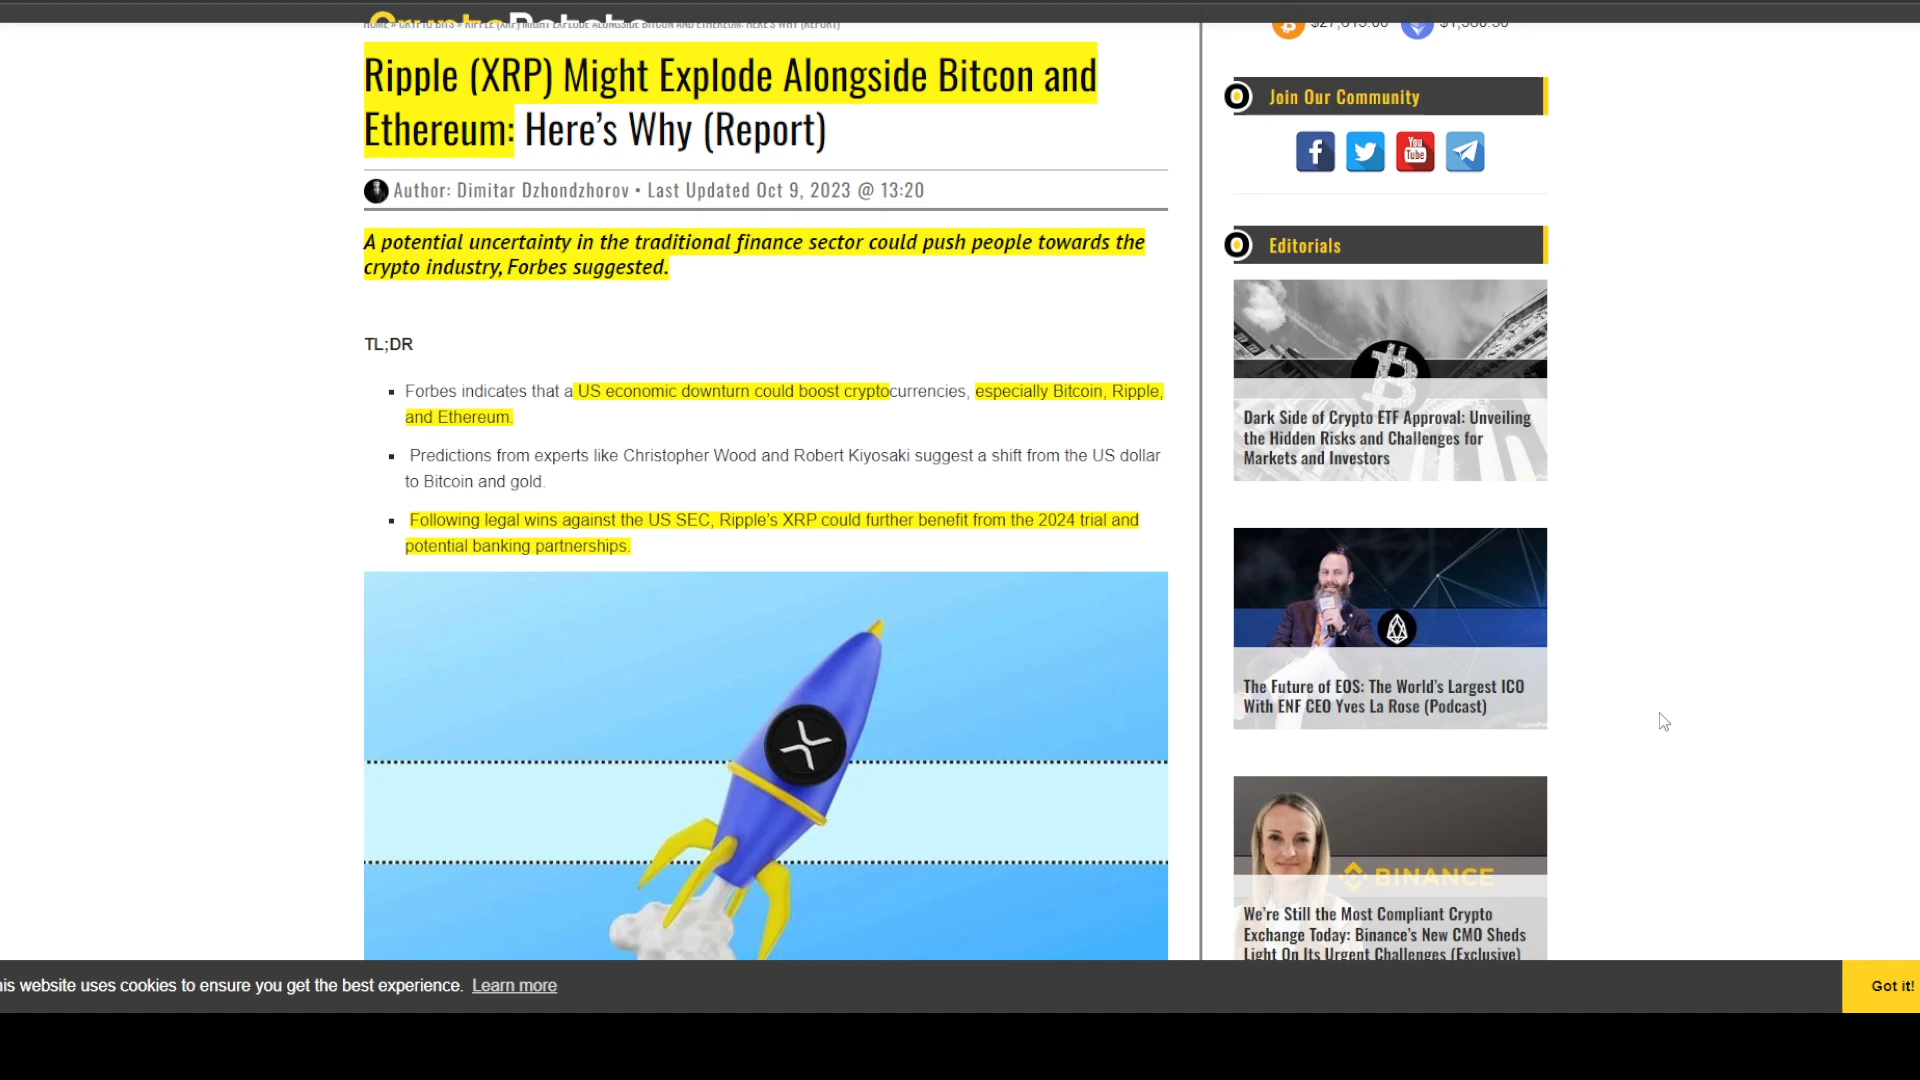 CryptoPotato
HOME » CRYPTO BITS » RIPPLE (XRP) MIGHT EXPLODE ALONGSIDE BITCON AND ETHEREUM: HERE'S WHY (REPORT)
Ripple (XRP) Might Explode Alongside Bitcon and
Ethereum: Here's Why (Report)
Author: Dimitar Dzhondzhorov • Last Updated Oct 9, 2023 @ 13:20
A potential uncertainty in the traditional finance sector could push people towards the
crypto industry, Forbes suggested.
TL;DR
Forbes indicates that a US economic downturn could boost cryptocurrencies, especially Bitcoin, Ripple,
and Ethereum.
Predictions from experts like Christopher Wood and Robert Kiyosaki suggest a shift from the US dollar
to Bitcoin and gold.
Following legal wins against the US SEC, Ripple's XRP could further benefit from the 2024 trial and
potential banking partnerships.
Join Our Community
You
Tube
Editorials
Dark Side of Crypto ETF Approval: Unveiling
the Hidden Risks and Challenges for
Markets and Investors
The Future of EOS: The World's Largest ICO
With ENF CEO Yves La Rose (Podcast)
BINANCE
We're Still the Most Compliant Crypto
Exchange Today: Binance's New CMO Sheds
Light On Its Urgent Challenges (Exclusive)
is website uses cookies to ensure you get the best experience. Learn more
Got it!